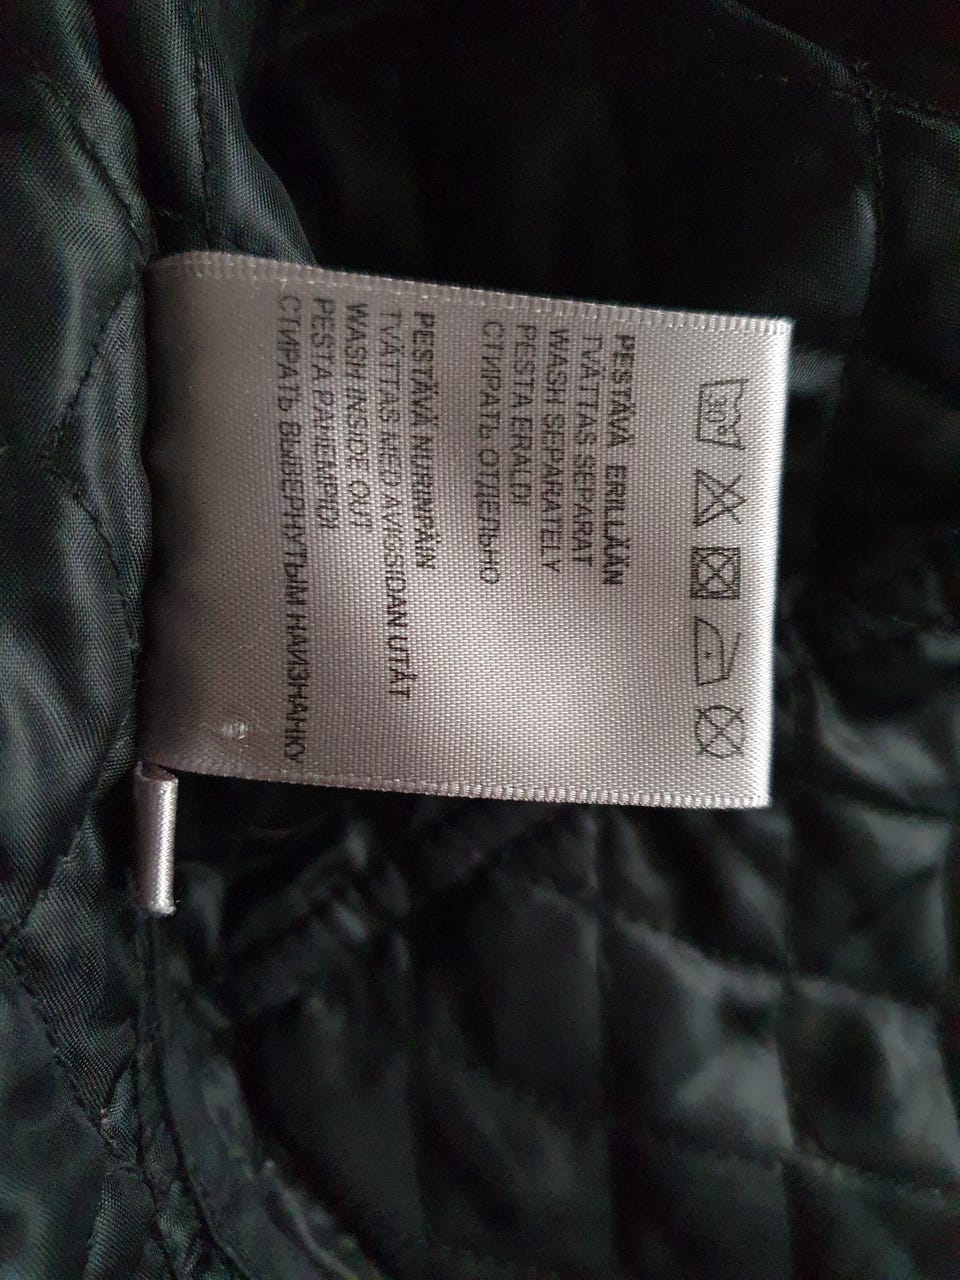 30
PESTÄVÄ ERILLÄÄN
TVÄTTAS SEPARAT
WASH SEPARATELY
PESTA ERALDI
СТИРАТЬ ОТДЕЛЬНО
PESTÄVÄ NURINPÄIN
TVÄTTAS MED AVIGSIDAN UTÅT
WASH INSIDE OUT
PESTA PAHEMPIDI
СТИРАТЬ ВЫВЕРНУТЫМ НАИЗНАНКУ